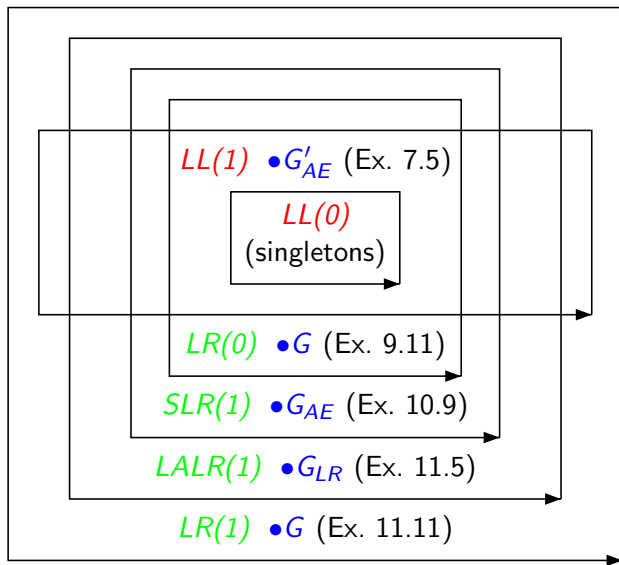 LL(1) •G′AE (Ex. 7.5)
LL(0)
(singletons)
LR(0) •G (Ex. 9.11)
SLR(1) •GAE (Ex. 10.9)
LALR(1) •GLR (Ex. 11.5)
LR(1) •G (Ex. 11.11)